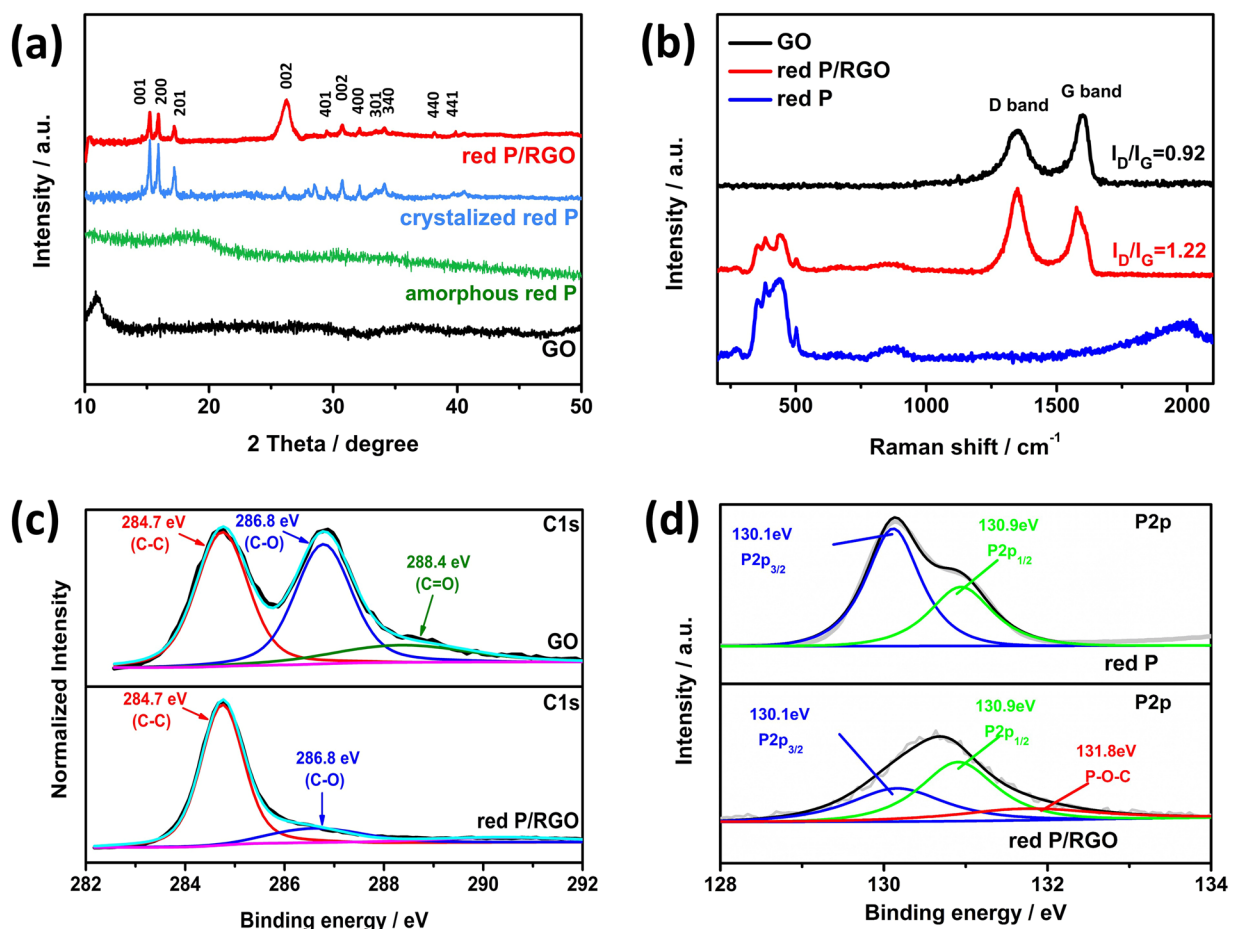 (a)
Intensity / a.u.
001
200
201
002
401
002
400
301
340
440
441
red P/RGO
crystalized red P
amorphous red P
GO
10
20
30
40
50
2 Theta / degree
(b)
Intensity / a.u.
GO
red P/RGO
red P
D band
G band
I_D/I_G=0.92
I_D/I_G=1.22
500
1000
1500
2000
Raman shift / cm⁻¹
(c)
Normalized Intensity
284.7 eV
(C-C)
286.8 eV
(C-O)
288.4 eV
(C=O)
C1s
GO
284.7 eV
(C-C)
286.8 eV
(C-O)
C1s
red P/RGO
282
284
286
288
290
292
Binding energy / eV
(d)
Intensity / a.u.
130.1eV
P2p3/2
130.9eV
P2p1/2
P2p
red P
130.1eV
P2p3/2
130.9eV
P2p1/2
131.8eV
P-O-C
P2p
red P/RGO
128
130
132
134
Binding energy / eV